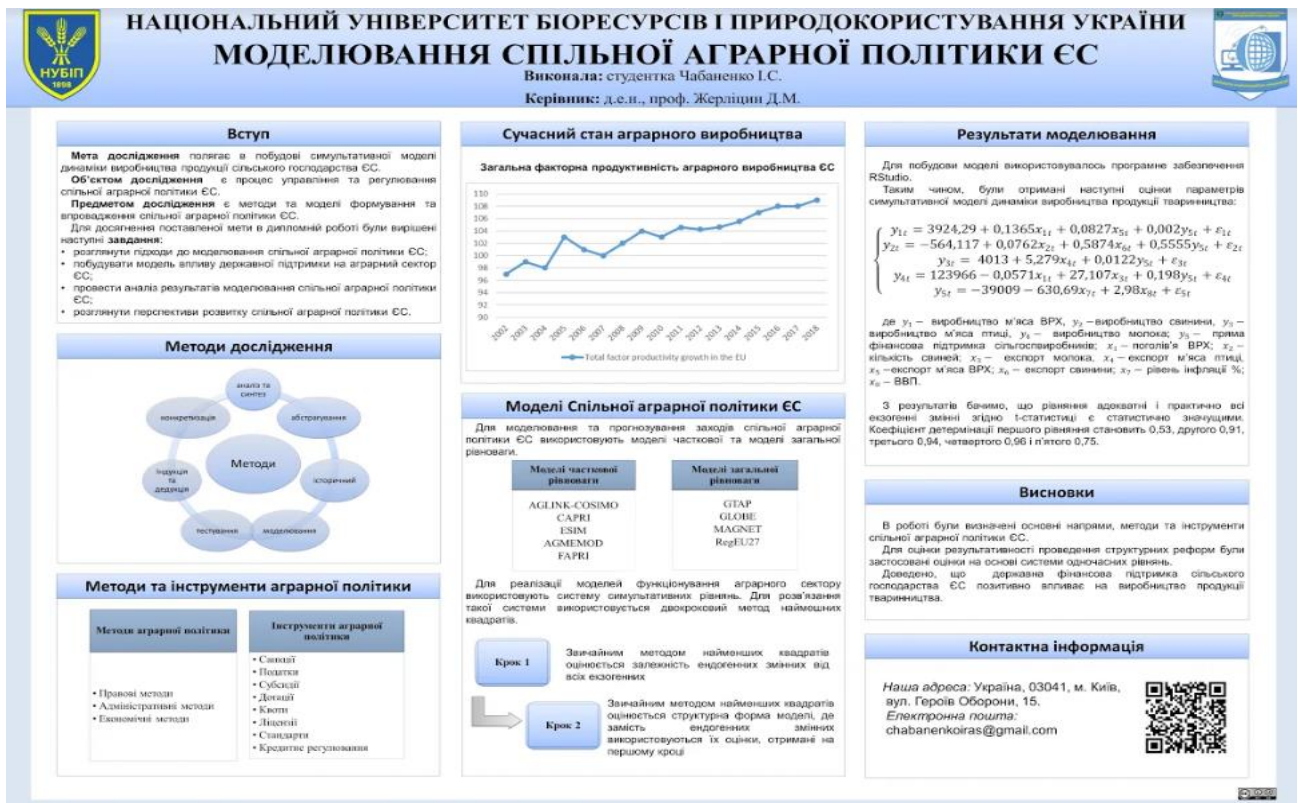 НАЦІОНАЛЬНИЙ УНІВЕРСИТЕТ БІОРЕСУРСІВ І ПРИРОДОКОРИСТУВАННЯ УКРАЇНИ
МОДЕЛЮВАННЯ СПІЛЬНОЇ АГРАРНОЇ ПОЛІТИКИ ЄС
Виконала: студентка Чабаненко І.С.
Керівник: д.е.н., проф. Жерліцин Д.М.
НУБІП
1898
Вступ
Мета дослідження полягає в побудові симультативної моделі
динаміки виробництва продукції сільського господарства ЄС.
Об'єктом дослідження є процес управління та регулювання
спільної аграрної політики ЄС.
Предметом дослідження є методи та моделі формування та
впровадження спільної аграрної політики ЄС.
Для досягнення поставленої мети в дипломній роботі були вирішені
наступні завдання:
• розглянути підходи до моделювання спільної аграрної політики ЄС;
• побудувати модель впливу державної підтримки на аграрний сектор
ЄС;
• провести аналіз результатів моделювання спільної аграрної політики
ЄС;
• розглянути перспективи розвитку спільної аграрної політики ЄС.
Методи дослідження
аналіз та
синтез
абстрагування
історичний
моделювання
тестування
Індукція
та
дедукція
конкретизація
Методи
Методи та інструменти аграрної політики
Методи аграрної політики
• Правові методи
• Адміністративні методи
• Економічні методи
Інструменти аграрної
політики
• Санкції
• Податки
• Субсидії
• Дотації
• Квоти
• Ліцензії
• Стандарти
• Кредитне регулювання
Сучасний стан аграрного виробництва
Загальна факторна продуктивність аграрного виробництва ЄС
110
108
106
104
102
100
98
96
94
92
90
2002 2003 2004 2005 2006 2007 2008 2009 2010 2011 2012 2013 2014 2015 2016 2017 2018
Total factor productivity growth in the EU
Моделі Спільної аграрної політики ЄС
Для моделювання та прогнозування заходів спільної аграрної
політики ЄС використовують моделі часткової та моделі загальної
рівноваги.
Моделі часткової
рівноваги
AGLINK-COSIMO
CAPRI
ESIM
AGMEMOD
FAPRI
Моделі загальної
рівноваги
GTAP
GLOBE
MAGNET
RegEU27
Для реалізації моделей функціонування аграрного сектору
використовують систему симультативних рівнянь. Для розв'язання
такої системи використовується двокроковий метод наймешних
квадратів.
Крок 1
Звичайним методом найменших квадратів
оцінюється залежність ендогенних змінних від
всіх екзогенних
Крок 2
Звичайним методом найменших квадратів
оцінюється структурна форма моделі, де
замість ендогенних змінних
використовуються їх оцінки, отримані на
першому кроці
Результати моделювання
Для побудови моделі використовувалось програмне забезпечення
RStudio.
Таким чином, були отримані наступні оцінки параметрів
симультативної моделі динаміки виробництва продукції тваринництва:
y₁ₜ = 3924,29 + 0,1365x₁ₜ + 0,0827x₅ₜ + 0,002y₅ₜ + ε₁ₜ
y₂ₜ = −564,117 + 0,0762x₂ₜ + 0,5874x₆ₜ + 0,5555y₅ₜ + ε₂ₜ
y₃ₜ = 4013 + 5,279x₄ₜ + 0,0122y₅ₜ + ε₃ₜ
y₄ₜ = 123966 − 0,0571x₁ₜ + 27,107x₃ₜ + 0,198y₅ₜ + ε₄ₜ
y₅ₜ = −39009 − 630,69x₇ₜ + 2,98x₈ₜ + ε₅ₜ
де y₁ – виробництво м'яса ВРХ, y₂ –виробництво свинини, y₃ –
виробництво м'яса птиці, y₄ – виробництво молока; y₅ – пряма
фінансова підтримка сільгоспвиробників; x₁ – поголів'я ВРХ; x₂ –
кількість свиней; x₃ – експорт молока, x₄ –експорт м'яса птиці,
x₅ –експорт м'яса ВРХ; x₆ – експорт свинини; x₇ – рівень інфляції %;
x₈ – ВВП.
З результатів бачимо, що рівняння адекватні і практично всі
екзогенні змінні згідно t-статистиці є статистично значущими.
Коефіцієнт детермінації першого рівняння становить 0,53, другого 0,91,
третього 0,94, четвертого 0,96 і п'ятого 0,75.
Висновки
В роботі були визначені основні напрями, методи та інструменти
спільної аграрної політики ЄС.
Для оцінки результативності проведення структурних реформ були
застосовані оцінки на основі системи одночасних рівнянь.
Доведено, що державна фінансова підтримка сільського
господарства ЄС позитивно впливає на виробництво продукції
тваринництва.
Контактна інформація
Наша адреса: Україна, 03041, м. Київ,
вул. Героїв Оборони, 15.
Електронна пошта:
chabanenkoiras@gmail.com